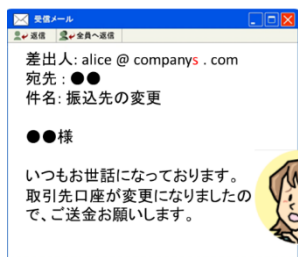 受信メール
返信 全員へ返信
差出人: alice @ companys . com
宛先 : ●●
件名: 振込先の変更
●●様
いつもお世話になっております。
取引先口座が変更になりましたの
で、ご送金お願いします。